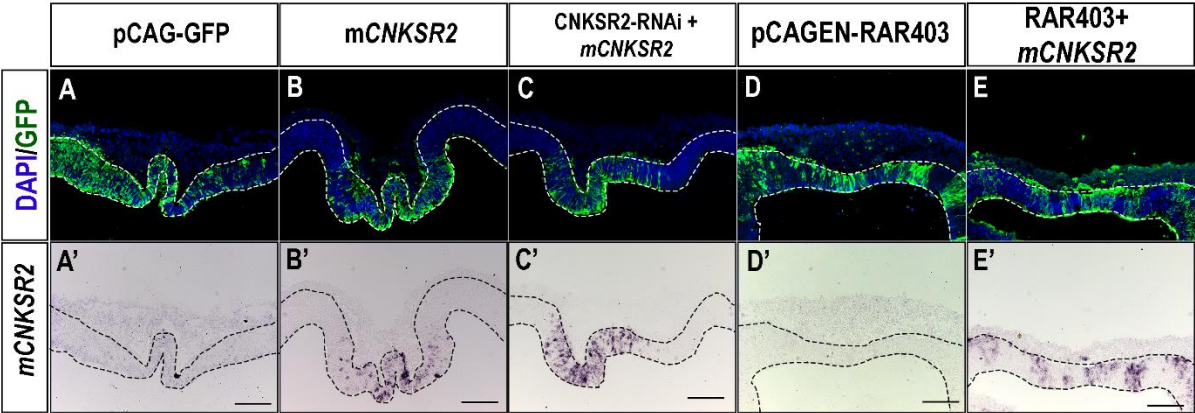 pCAG-GFP
mCNKSR2
CNKSR2-RNAi +
mCNKSR2
pCAGEN-RAR403
RAR403+
mCNKSR2
DAPI/GFP
A
B
C
D
E
mCNKSR2
A’
B’
C’
D’
E’